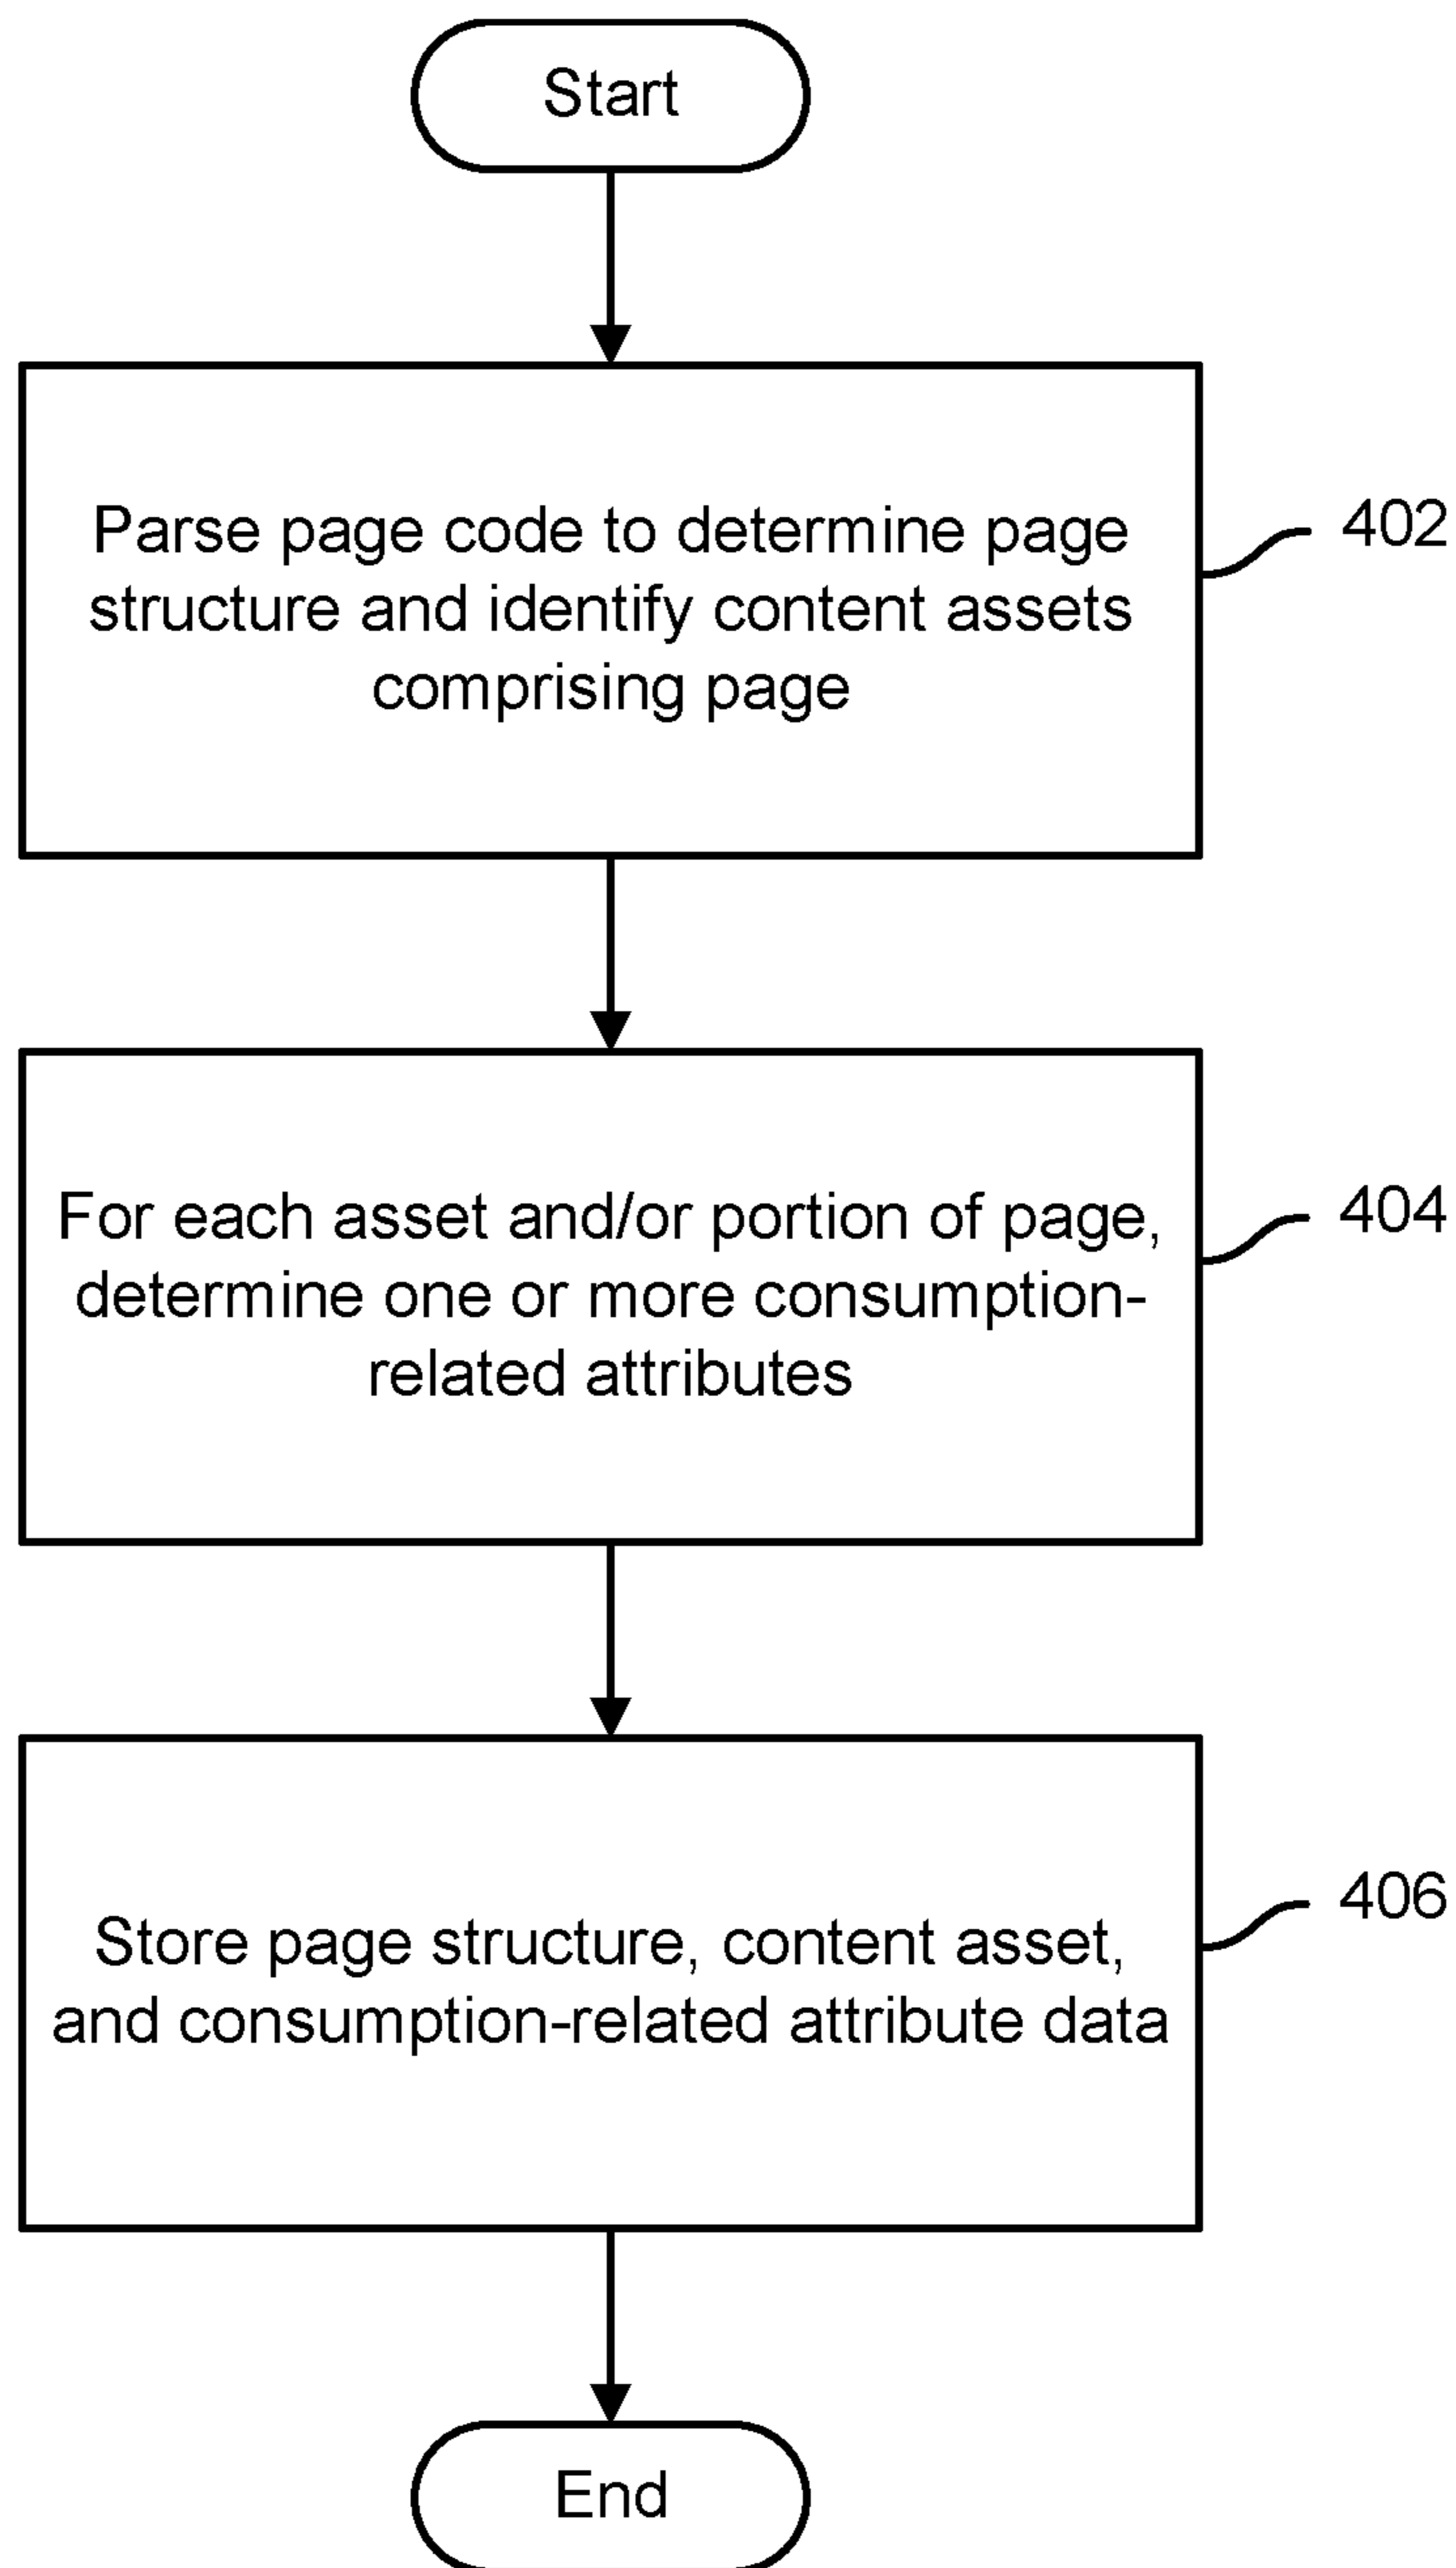 Start
Parse page code to determine page
structure and identify content assets
comprising page
402
For each asset and/or portion of page,
determine one or more consumption-
related attributes
404
Store page structure, content asset,
and consumption-related attribute data
406
End